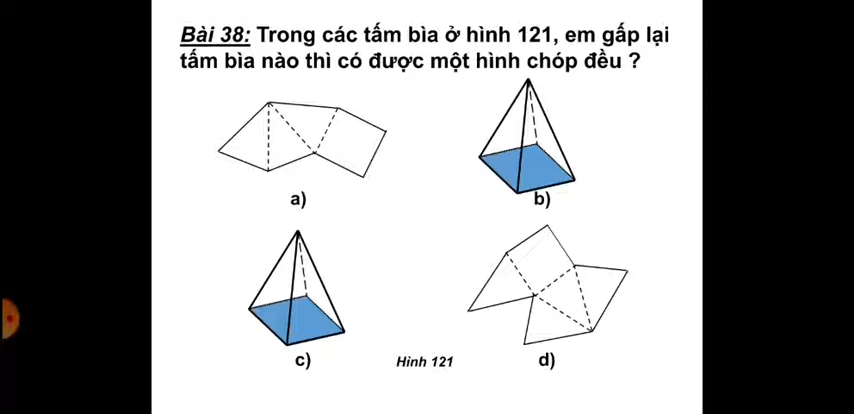 Bài 38: Trong các tấm bìa ở hình 121, em gấp lại
tấm bìa nào thì có được một hình chóp đều ?
a)
b)
c)
Hình 121
d)